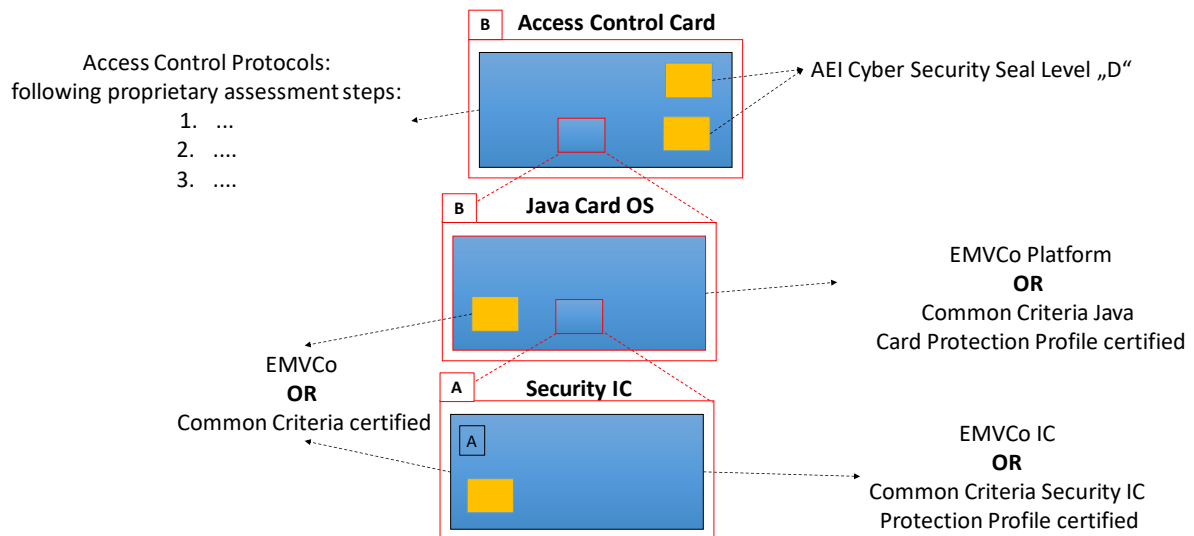 B
Access Control Card
Access Control Protocols:
following proprietary assessment steps:
1. ...
2. ....
3. ....
AEI Cyber Security Seal Level „D“
B
Java Card OS
EMVCo Platform
OR
Common Criteria Java
Card Protection Profile certified
EMVCo
OR
Common Criteria certified
A
Security IC
A
EMVCo IC
OR
Common Criteria Security IC
Protection Profile certified